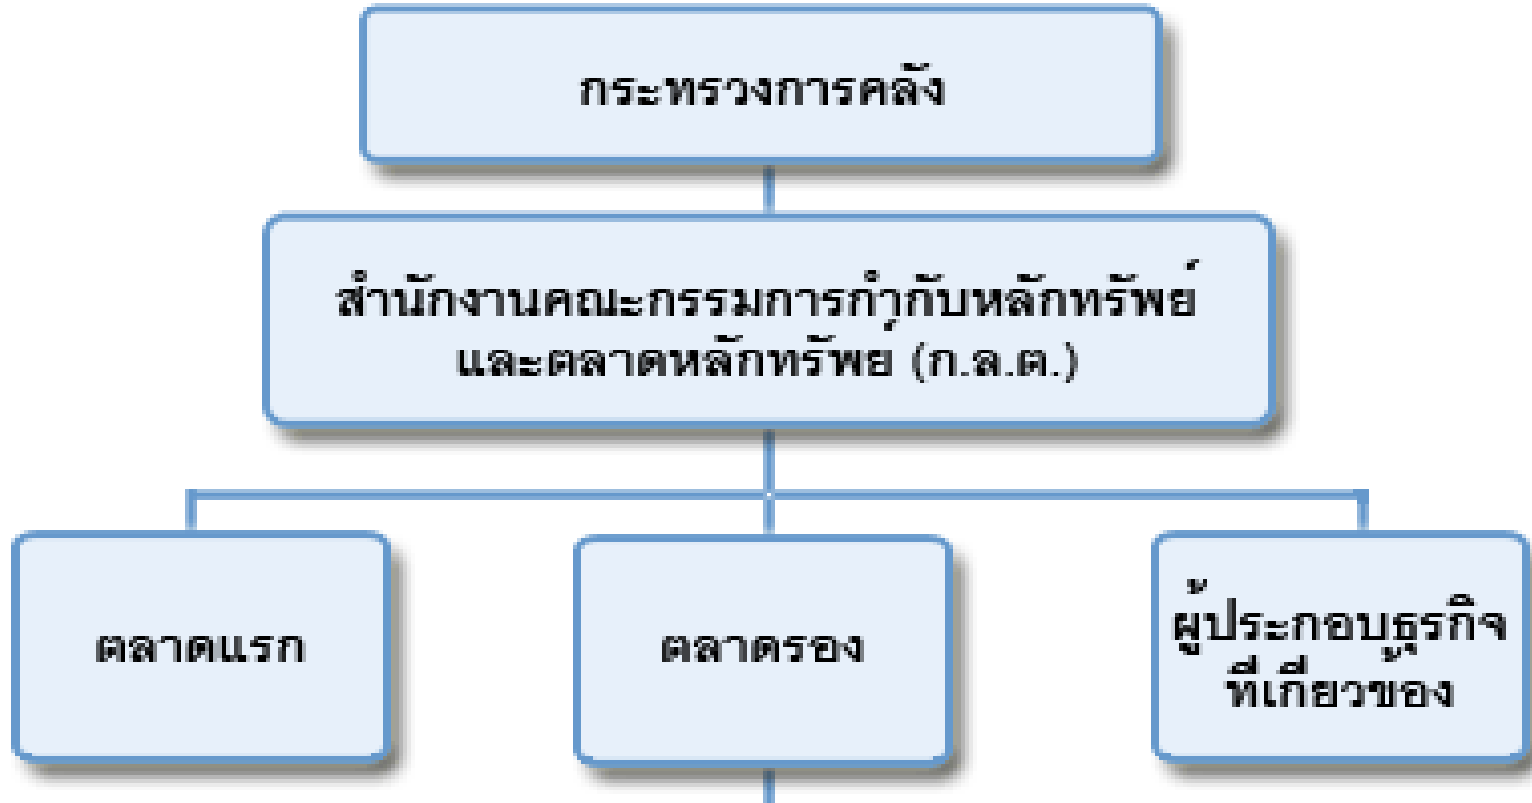 กระทรวงการคลัง
สำนักงานคณะกรรมการกำกับหลักทรัพย์
และตลาดหลักทรัพย์ (ก.ล.ต.)
ตลาดแรก
ตลาดรอง
ผู้ประกอบธุรกิจ
ที่เกี่ยวข้อง